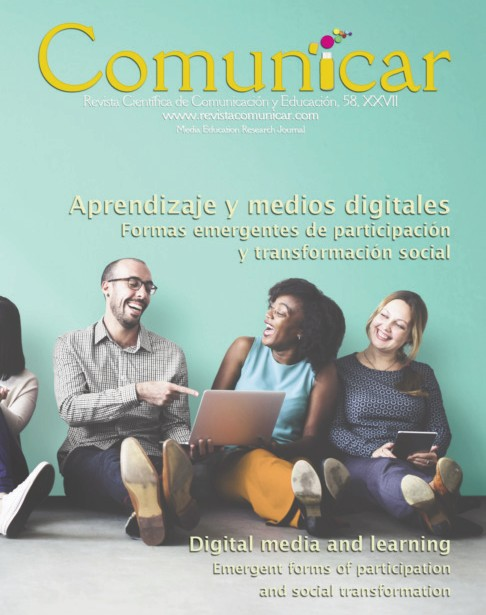 Comunicar
Revista Científica de Comunicación y Educación, 58, XXVII
www.revistacomunicar.com
[Media Education Research Journal]
Aprendizaje y medios digitales
Formas emergentes de participación
y transformación social
Digital media and learning
Emergent forms of participation
and social transformation